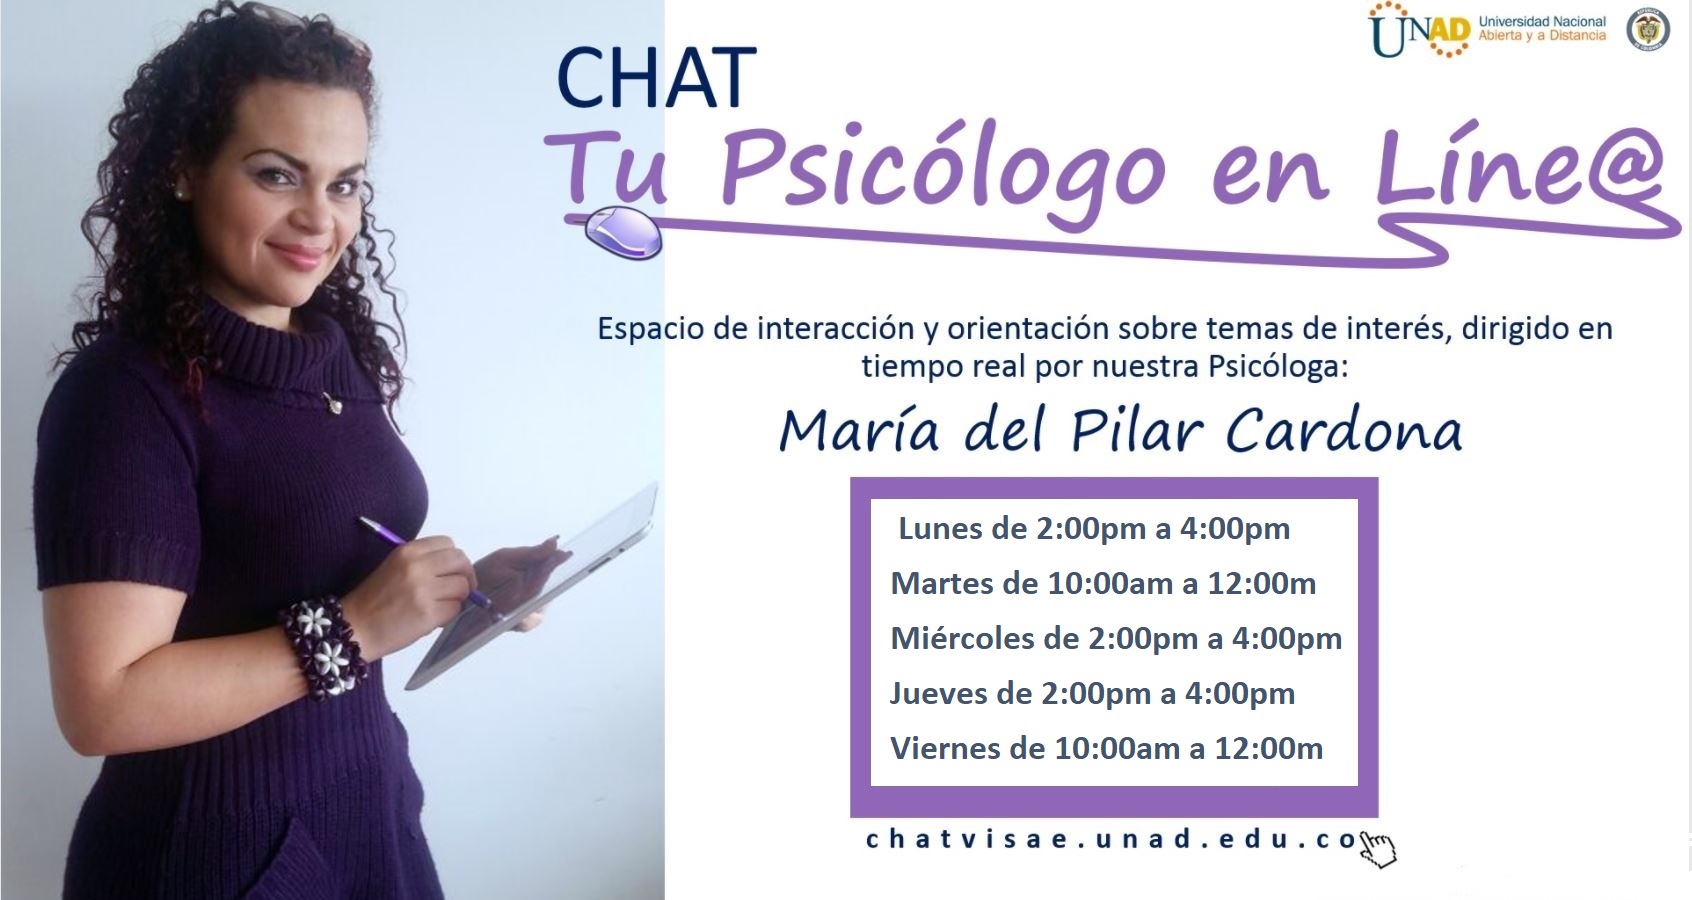 UNAD Universidad Nacional
Abierta y a Distancia
CHAT
Tu Psicólogo en Líne@
Espacio de interacción y orientación sobre temas de interés, dirigido en
tiempo real por nuestra Psicóloga:
María del Pilar Cardona
Lunes de 2:00pm a 4:00pm
Martes de 10:00am a 12:00m
Miércoles de 2:00pm a 4:00pm
Jueves de 2:00pm a 4:00pm
Viernes de 10:00am a 12:00m
chatvisae.unad.edu.co